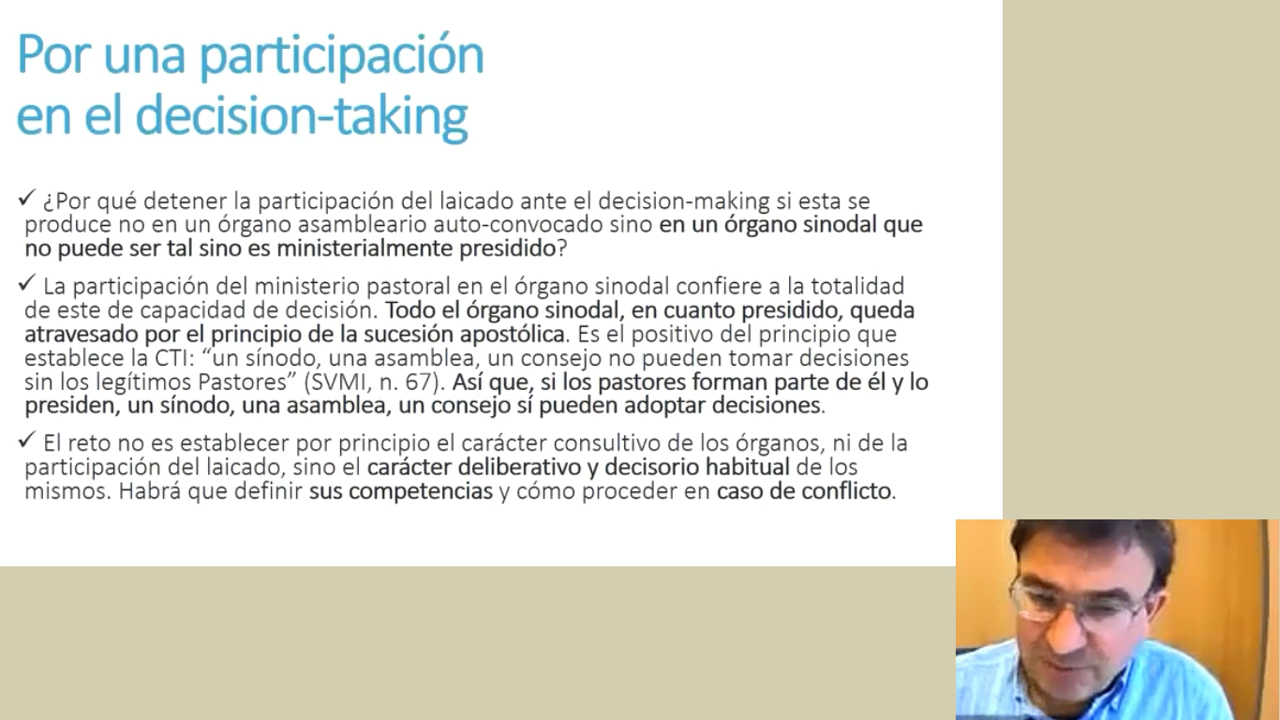 Por una participación
en el decision-taking
✓ ¿Por qué detener la participación del laicado ante el decision-making si esta se
produce no en un órgano asambleario auto-convocado sino en un órgano sinodal que
no puede ser tal sino es ministerialmente presidido?
✓ La participación del ministerio pastoral en el órgano sinodal confiere a la totalidad
de este de capacidad de decisión. Todo el órgano sinodal, en cuanto presidido, queda
atravesado por el principio de la sucesión apostólica. Es el positivo del principio que
establece la CTI: “un sínodo, una asamblea, un consejo no pueden tomar decisiones
sin los legítimos Pastores” (SVMI, n. 67). Así que, si los pastores forman parte de él y lo
presiden, un sínodo, una asamblea, un consejo sí pueden adoptar decisiones.
✓ El reto no es establecer por principio el carácter consultivo de los órganos, ni de la
participación del laicado, sino el carácter deliberativo y decisorio habitual de los
mismos. Habrá que definir sus competencias y cómo proceder en caso de conflicto.